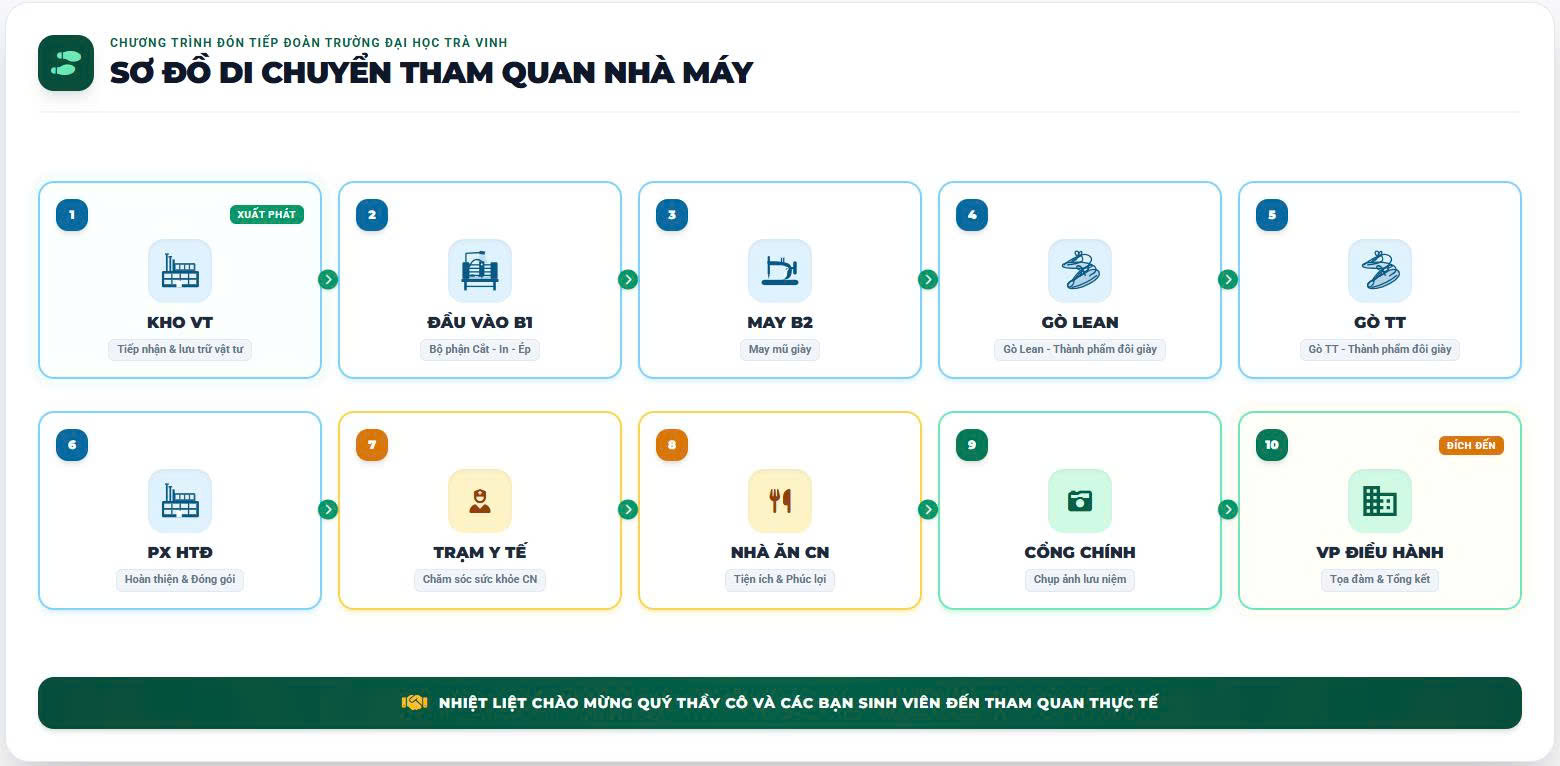 CHƯƠNG TRÌNH ĐÓN TIẾP ĐOÀN TRƯỜNG ĐẠI HỌC TRÀ VINH
SƠ ĐỒ DI CHUYỂN THAM QUAN NHÀ MÁY
1
XUẤT PHÁT
KHO VT
Tiếp nhận & lưu trữ vật tư
2
ĐẦU VÀO B1
Bộ phận Cắt - In - Ép
3
MAY B2
May mũ giày
4
GÒ LEAN
Gò Lean - Thành phẩm đôi giày
5
GÒ TT
Gò TT - Thành phẩm đôi giày
6
PX HTĐ
Hoàn thiện & Đóng gói
7
TRẠM Y TẾ
Chăm sóc sức khỏe CN
8
NHÀ ĂN CN
Tiện ích & Phúc lợi
9
CỔNG CHÍNH
Chụp ảnh lưu niệm
10
ĐÍCH ĐẾN
VP ĐIỀU HÀNH
Tọa đàm & Tổng kết
NHIỆT LIỆT CHÀO MỪNG QUÝ THẦY CÔ VÀ CÁC BẠN SINH VIÊN ĐẾN THAM QUAN THỰC TẾ